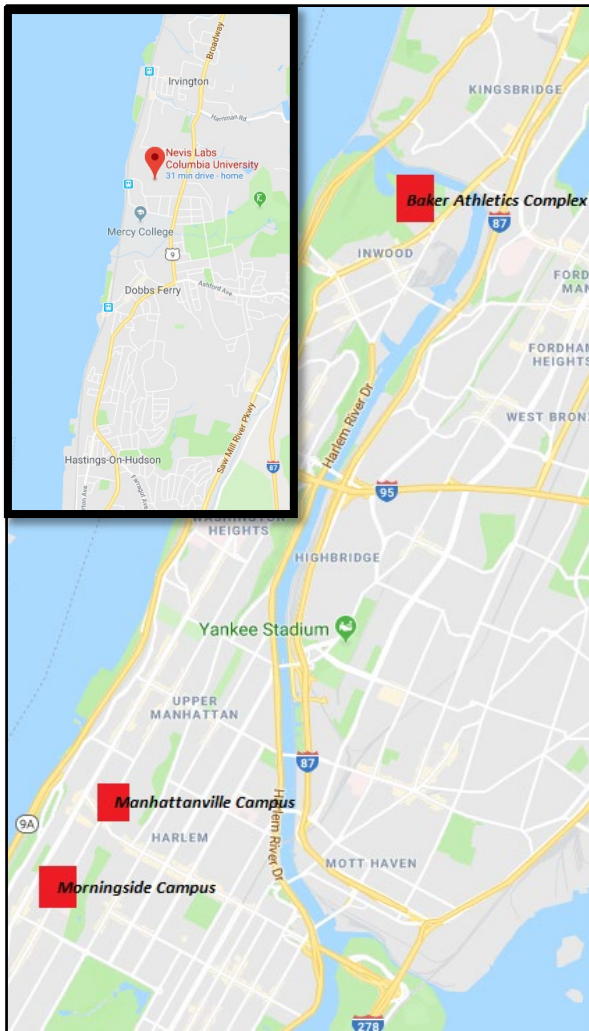 Broadway
Irvington
Harriman Rd
Nevis Labs
Columbia University
31 min drive - home
Mercy College
9
Dobbs Ferry
Ashford Ave
Saw Mill River Pkwy
Hastings-On-Hudson
Farragut Ave
87
KINGSBRIDGE
Baker Athletics Complex
87
INWOOD
FORD
MAN
FORDHAM
HEIGHTS
Harlem River Dr
WEST BRONX
95
WASHINGTON
HEIGHTS
HIGHBRIDGE
Yankee Stadium
UPPER
MANHATTAN
87
Manhattanville Campus
Harlem River Dr
9A
HARLEM
MOTT HAVEN
Morningside Campus
278